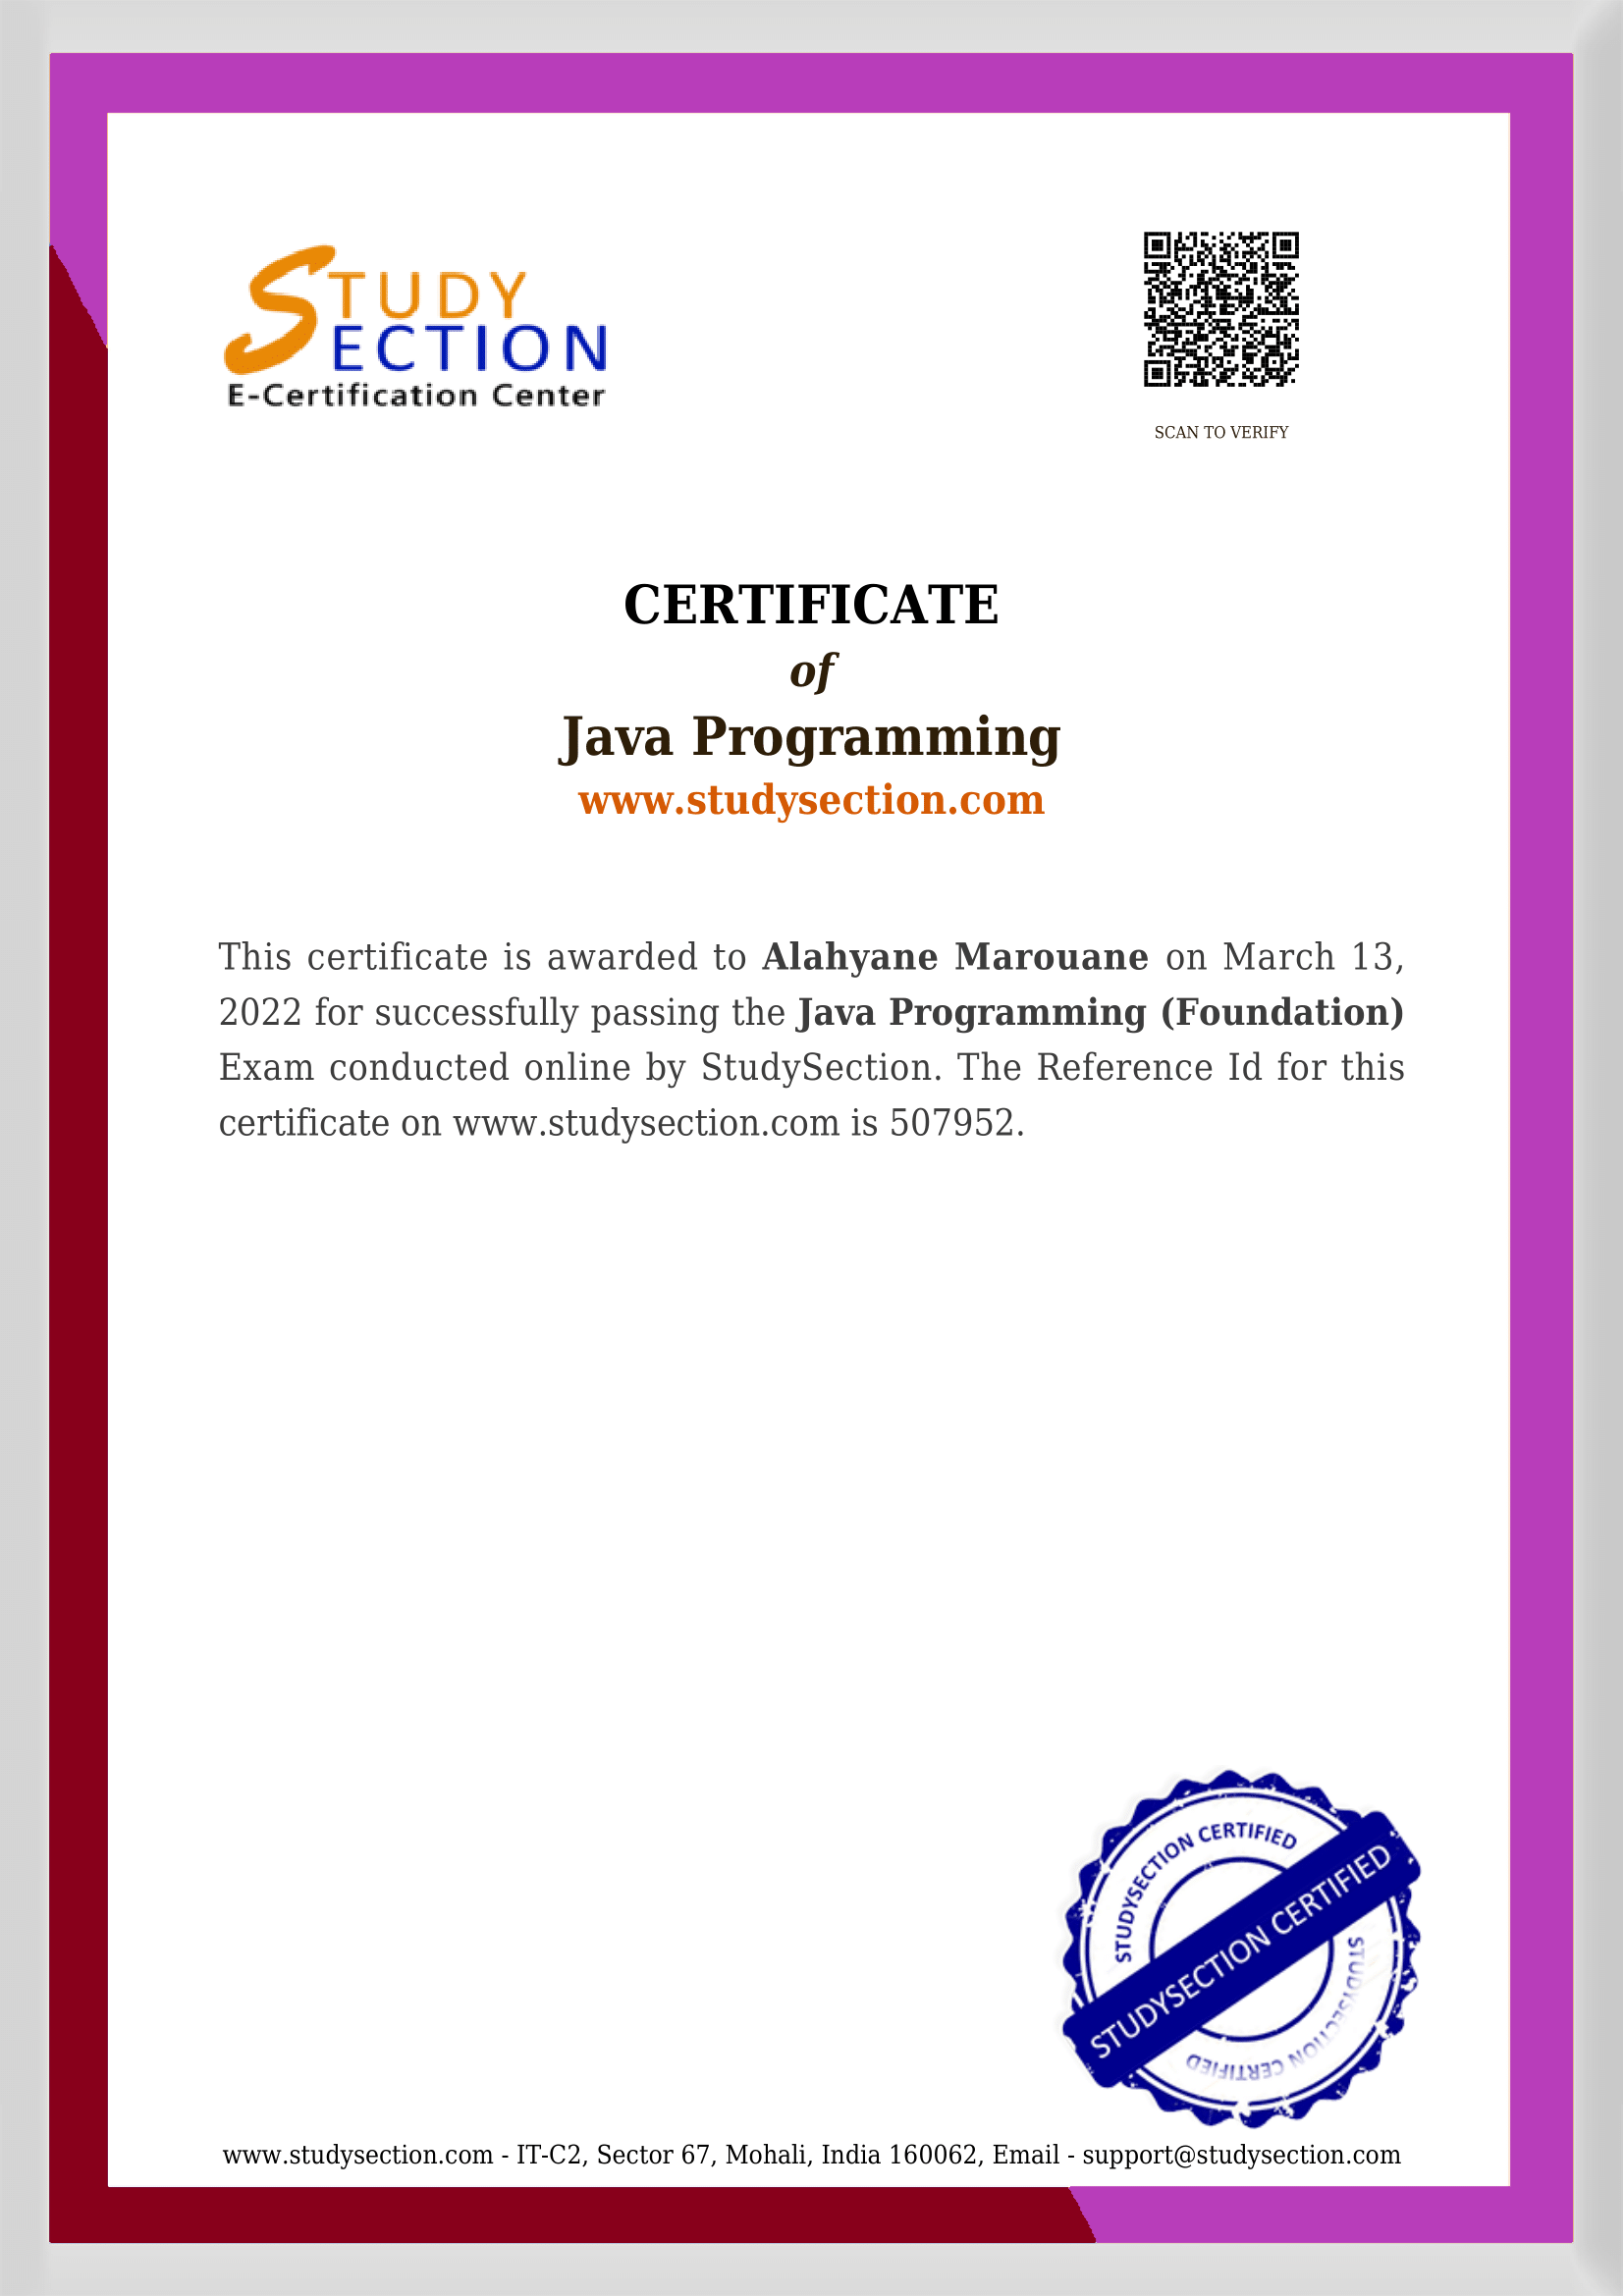 STUDY
SECTION
E-Certification Center
SCAN TO VERIFY
CERTIFICATE
of
Java Programming
www.studysection.com
This certificate is awarded to Alahyane Marouane on March 13,
2022 for successfully passing the Java Programming (Foundation)
Exam conducted online by StudySection. The Reference Id for this
certificate on www.studysection.com is 507952.
STUDYSECTION CERTIFIED
STUDYSECTION CERTIFIED
STUDYSECTION CERTIFIED
www.studysection.com - IT-C2, Sector 67, Mohali, India 160062, Email - support@studysection.com